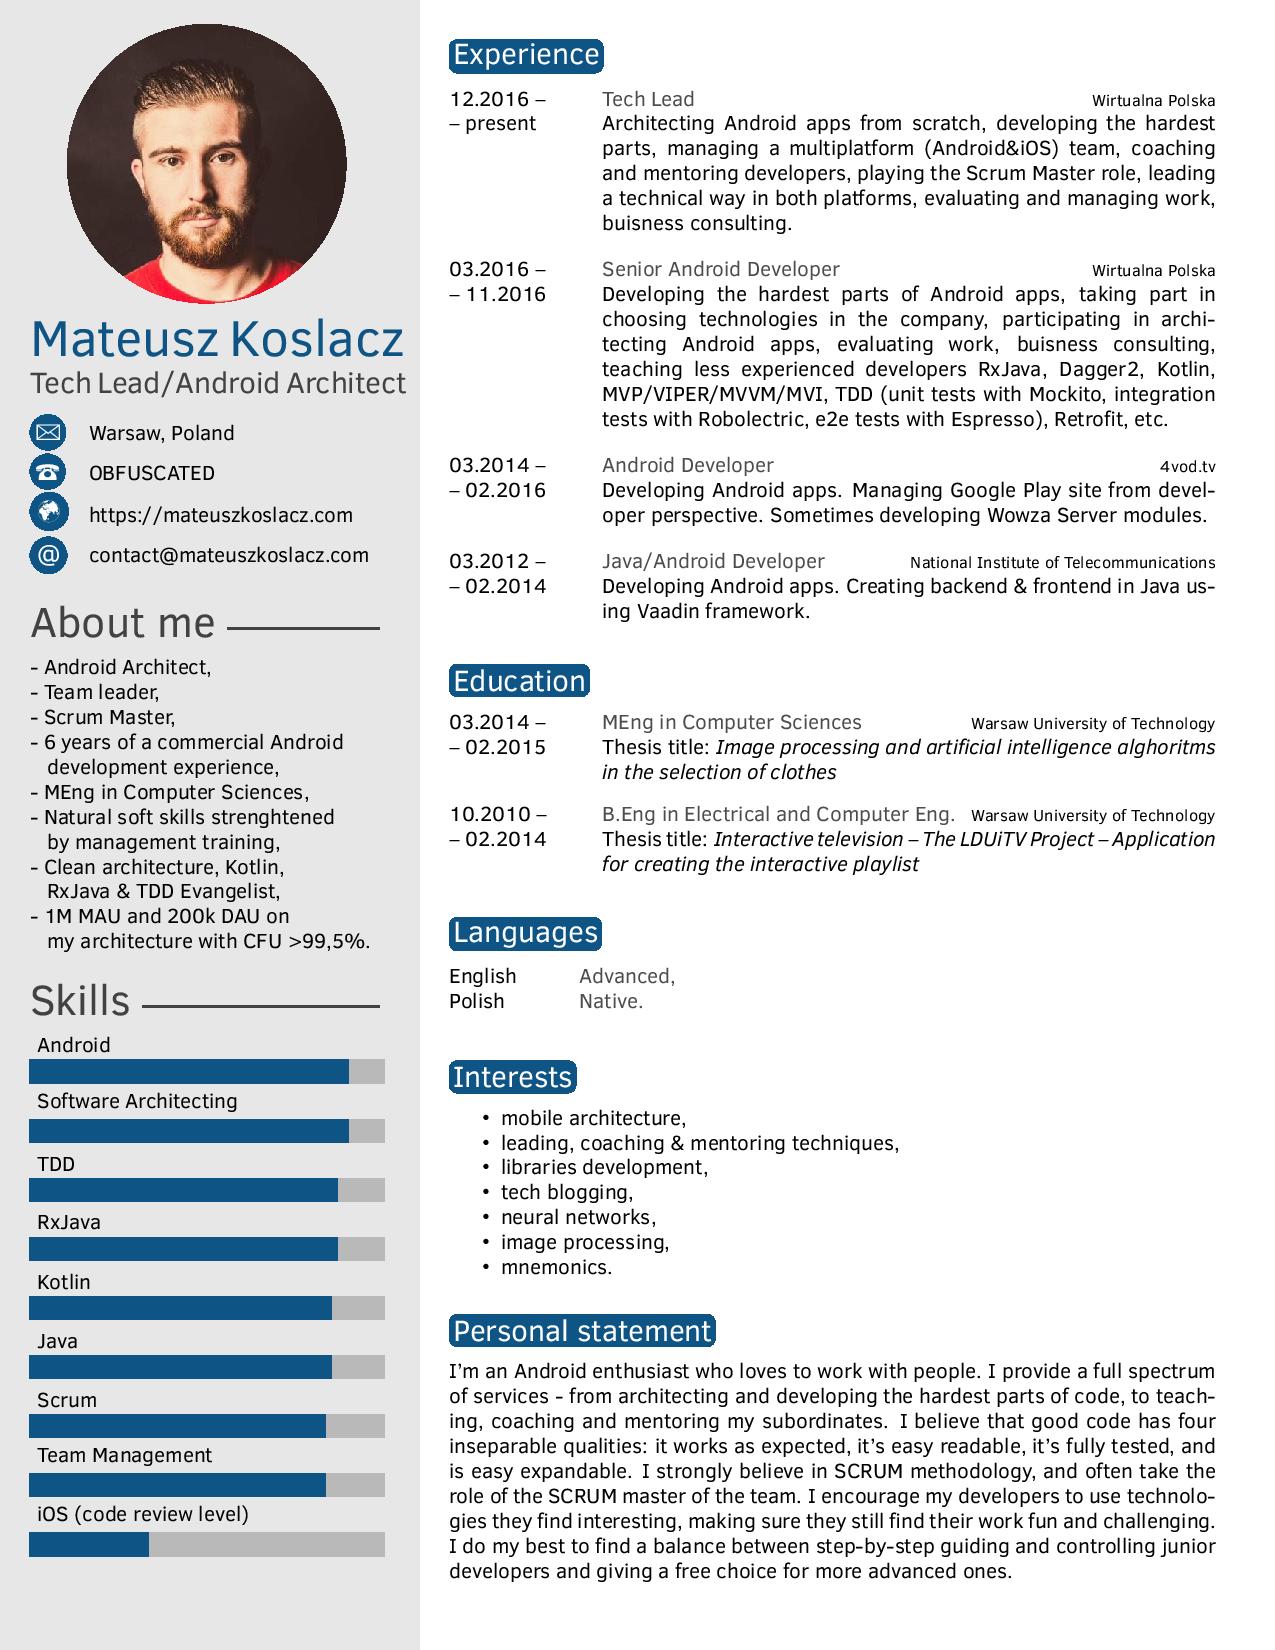 Mateusz Koslacz
Tech Lead/Android Architect
Warsaw, Poland
OBFUSCATED
https://mateuszkoslacz.com
@ contact@mateuszkoslacz.com
About me
- Android Architect,
- Team leader,
- Scrum Master,
- 6 years of a commercial Android
development experience,
- MEng in Computer Sciences,
- Natural soft skills strenghtened
by management training,
- Clean architecture, Kotlin,
RxJava & TDD Evangelist,
- 1M MAU and 200k DAU on
my architecture with CFU >99,5%.
Skills
Android
Software Architecting
TDD
RxJava
Kotlin
Java
Scrum
Team Management
iOS (code review level)
Experience
12.2016 – Tech Lead Wirtualna Polska
– present Architecting Android apps from scratch, developing the hardest
parts, managing a multiplatform (Android&iOS) team, coaching
and mentoring developers, playing the Scrum Master role, leading
a technical way in both platforms, evaluating and managing work,
buisness consulting.
03.2016 – Senior Android Developer Wirtualna Polska
– 11.2016 Developing the hardest parts of Android apps, taking part in
choosing technologies in the company, participating in archi-
tecting Android apps, evaluating work, buisness consulting,
teaching less experienced developers RxJava, Dagger2, Kotlin,
MVP/VIPER/MVVM/MVI, TDD (unit tests with Mockito, integration
tests with Robolectric, e2e tests with Espresso), Retrofit, etc.
03.2014 – Android Developer 4vod.tv
– 02.2016 Developing Android apps. Managing Google Play site from devel-
oper perspective. Sometimes developing Wowza Server modules.
03.2012 – Java/Android Developer National Institute of Telecommunications
– 02.2014 Developing Android apps. Creating backend & frontend in Java us-
ing Vaadin framework.
Education
03.2014 – MEng in Computer Sciences Warsaw University of Technology
– 02.2015 Thesis title: Image processing and artificial intelligence alghoritms
in the selection of clothes
10.2010 – B.Eng in Electrical and Computer Eng. Warsaw University of Technology
– 02.2014 Thesis title: Interactive television – The LDUiTV Project – Application
for creating the interactive playlist
Languages
English Advanced,
Polish Native.
Interests
• mobile architecture,
• leading, coaching & mentoring techniques,
• libraries development,
• tech blogging,
• neural networks,
• image processing,
• mnemonics.
Personal statement
I'm an Android enthusiast who loves to work with people. I provide a full spectrum
of services - from architecting and developing the hardest parts of code, to teach-
ing, coaching and mentoring my subordinates. I believe that good code has four
inseparable qualities: it works as expected, it's easy readable, it's fully tested, and
is easy expandable. I strongly believe in SCRUM methodology, and often take the
role of the SCRUM master of the team. I encourage my developers to use technolo-
gies they find interesting, making sure they still find their work fun and challenging.
I do my best to find a balance between step-by-step guiding and controlling junior
developers and giving a free choice for more advanced ones.